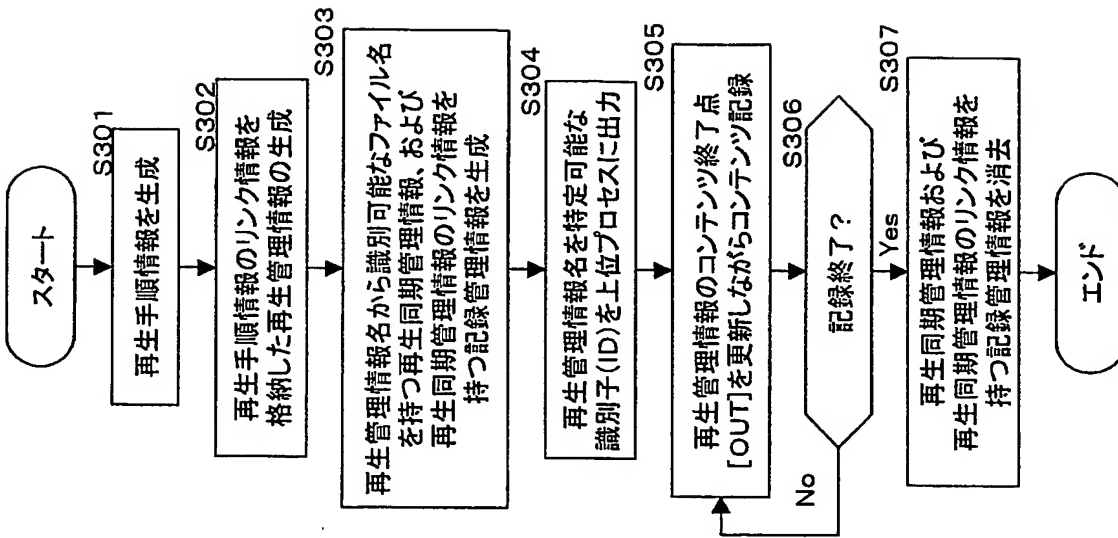 スタート
S301
再生手順情報を生成
S302
再生手順情報のリンク情報を
格納した再生管理情報の生成
S303
再生管理情報名から識別可能なファイル名
を持つ再生同期管理情報、および
再生同期管理情報のリンク情報を
持つ記録管理情報を生成
S304
再生管理情報名を特定可能な
識別子(ID)を上位プロセスに出力
S305
再生管理情報のコンテンツ終了点
[OUT]を更新しながらコンテンツ記録
S306
記録終了?
No
Yes
S307
再生同期管理情報および
再生同期管理情報のリンク情報を
持つ記録管理情報を消去
エンド